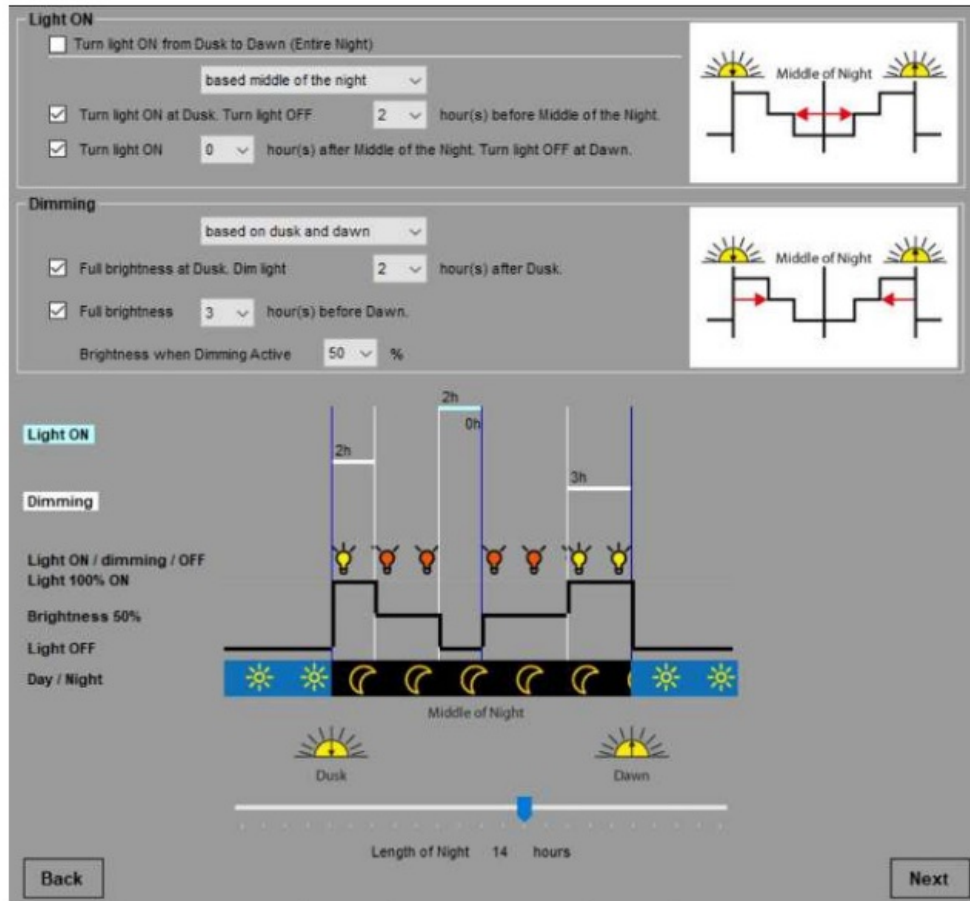 Light ON
Turn light ON from Dusk to Dawn (Entire Night)
based middle of the night
Turn light ON at Dusk. Turn light OFF 2 hour(s) before Middle of the Night.
Turn light ON 0 hour(s) after Middle of the Night. Turn light OFF at Dawn.
Middle of Night
Dimming
based on dusk and dawn
Full brightness at Dusk. Dim light 2 hour(s) after Dusk.
Full brightness 3 hour(s) before Dawn.
Brightness when Dimming Active 50 %
Middle of Night
2h
0h
Light ON
2h
3h
Dimming
Light ON / dimming / OFF
Light 100% ON
Brightness 50%
Light OFF
Day / Night
Middle of Night
Dusk Dawn
Length of Night 14 hours
Back Next